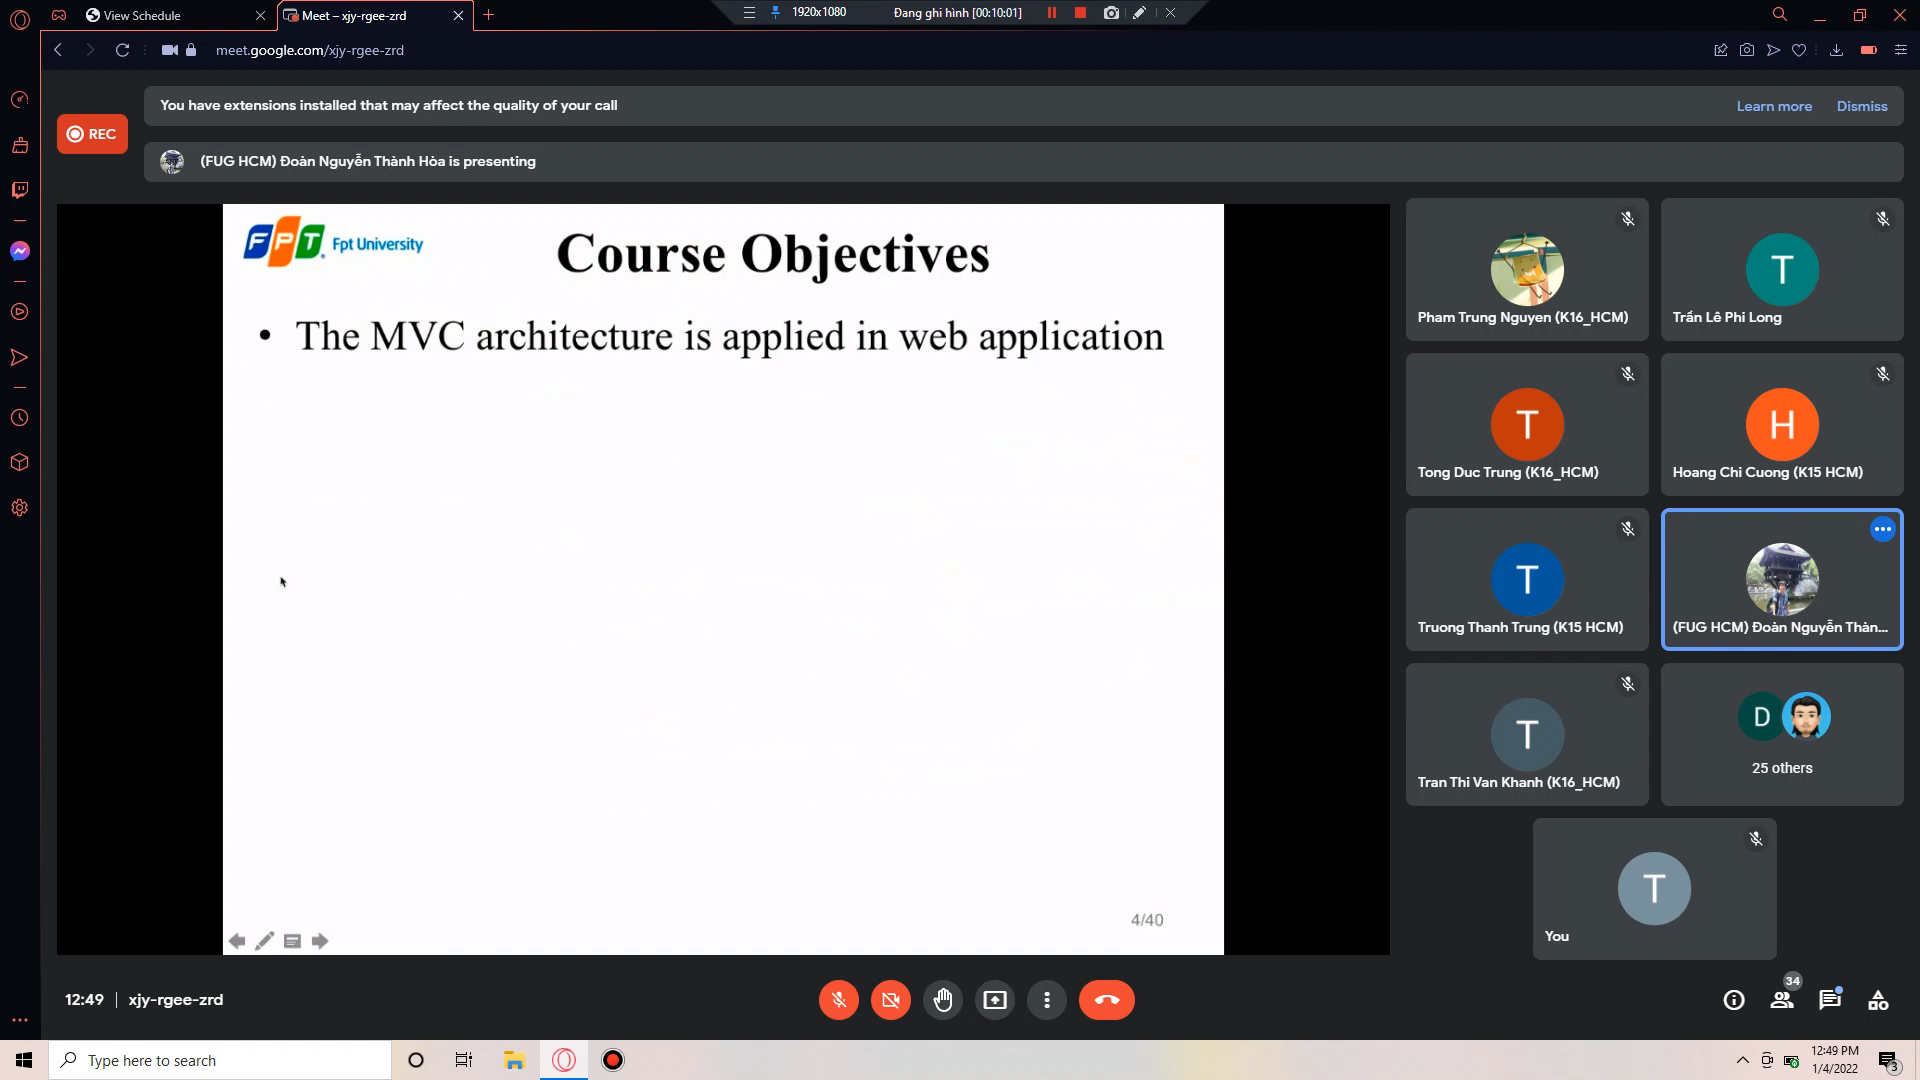 View Schedule
Meet – xjy-rgee-zrd
1920x1080
Đang ghi hình [00:10:01]
meet.google.com/xjy-rgee-zrd
You have extensions installed that may affect the quality of your call
Learn more
Dismiss
REC
(FUG HCM) Đoàn Nguyễn Thành Hòa is presenting
FPT
Fpt University
Course Objectives
• The MVC architecture is applied in web application
4/40
Pham Trung Nguyen (K16_HCM)
T
Trần Lê Phi Long
T
Tong Duc Trung (K16_HCM)
H
Hoang Chi Cuong (K15 HCM)
T
Truong Thanh Trung (K15 HCM)
(FUG HCM) Đoàn Nguyễn Thàn...
T
Tran Thi Van Khanh (K16_HCM)
D
25 others
T
You
12:49 | xjy-rgee-zrd
34
Type here to search
12:49 PM
1/4/2022
3